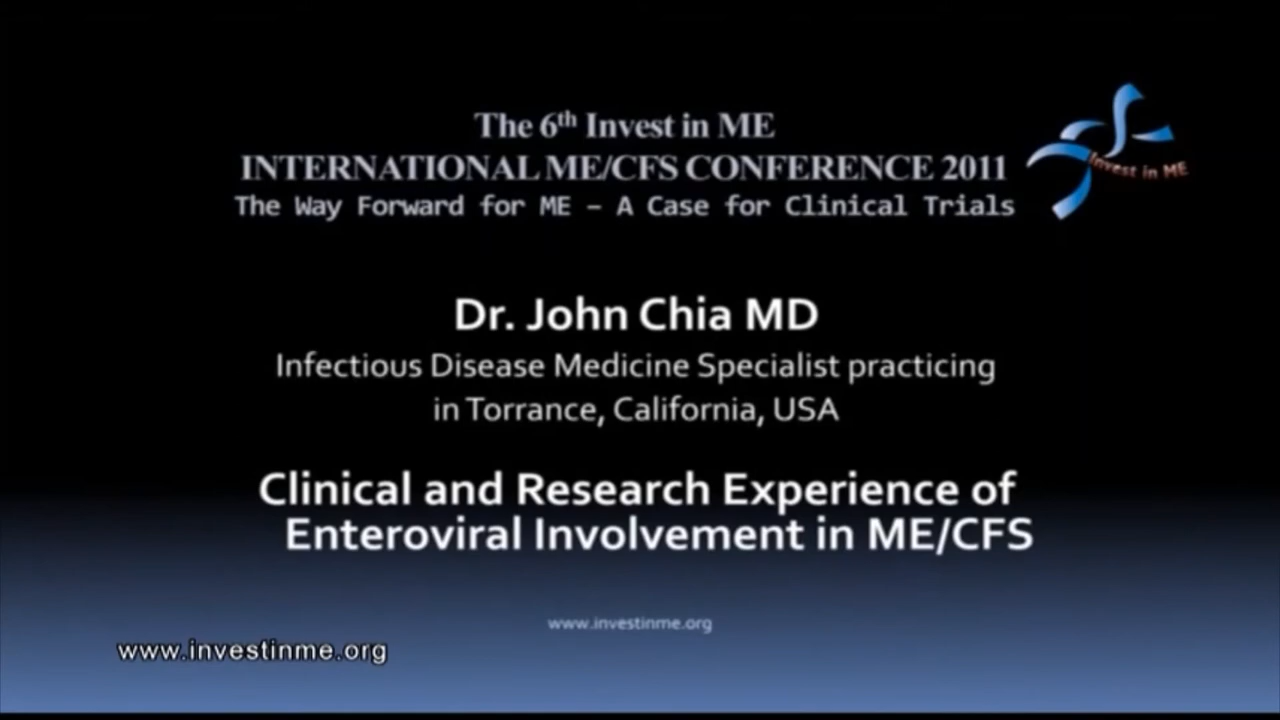 The 6th Invest in ME
INTERNATIONAL ME/CFS CONFERENCE 2011
The Way Forward for ME – A Case for Clinical Trials
Invest in ME
Dr. John Chia MD
Infectious Disease Medicine Specialist practicing
in Torrance, California, USA
Clinical and Research Experience of
Enteroviral Involvement in ME/CFS
www.investinme.org
www.investinme.org